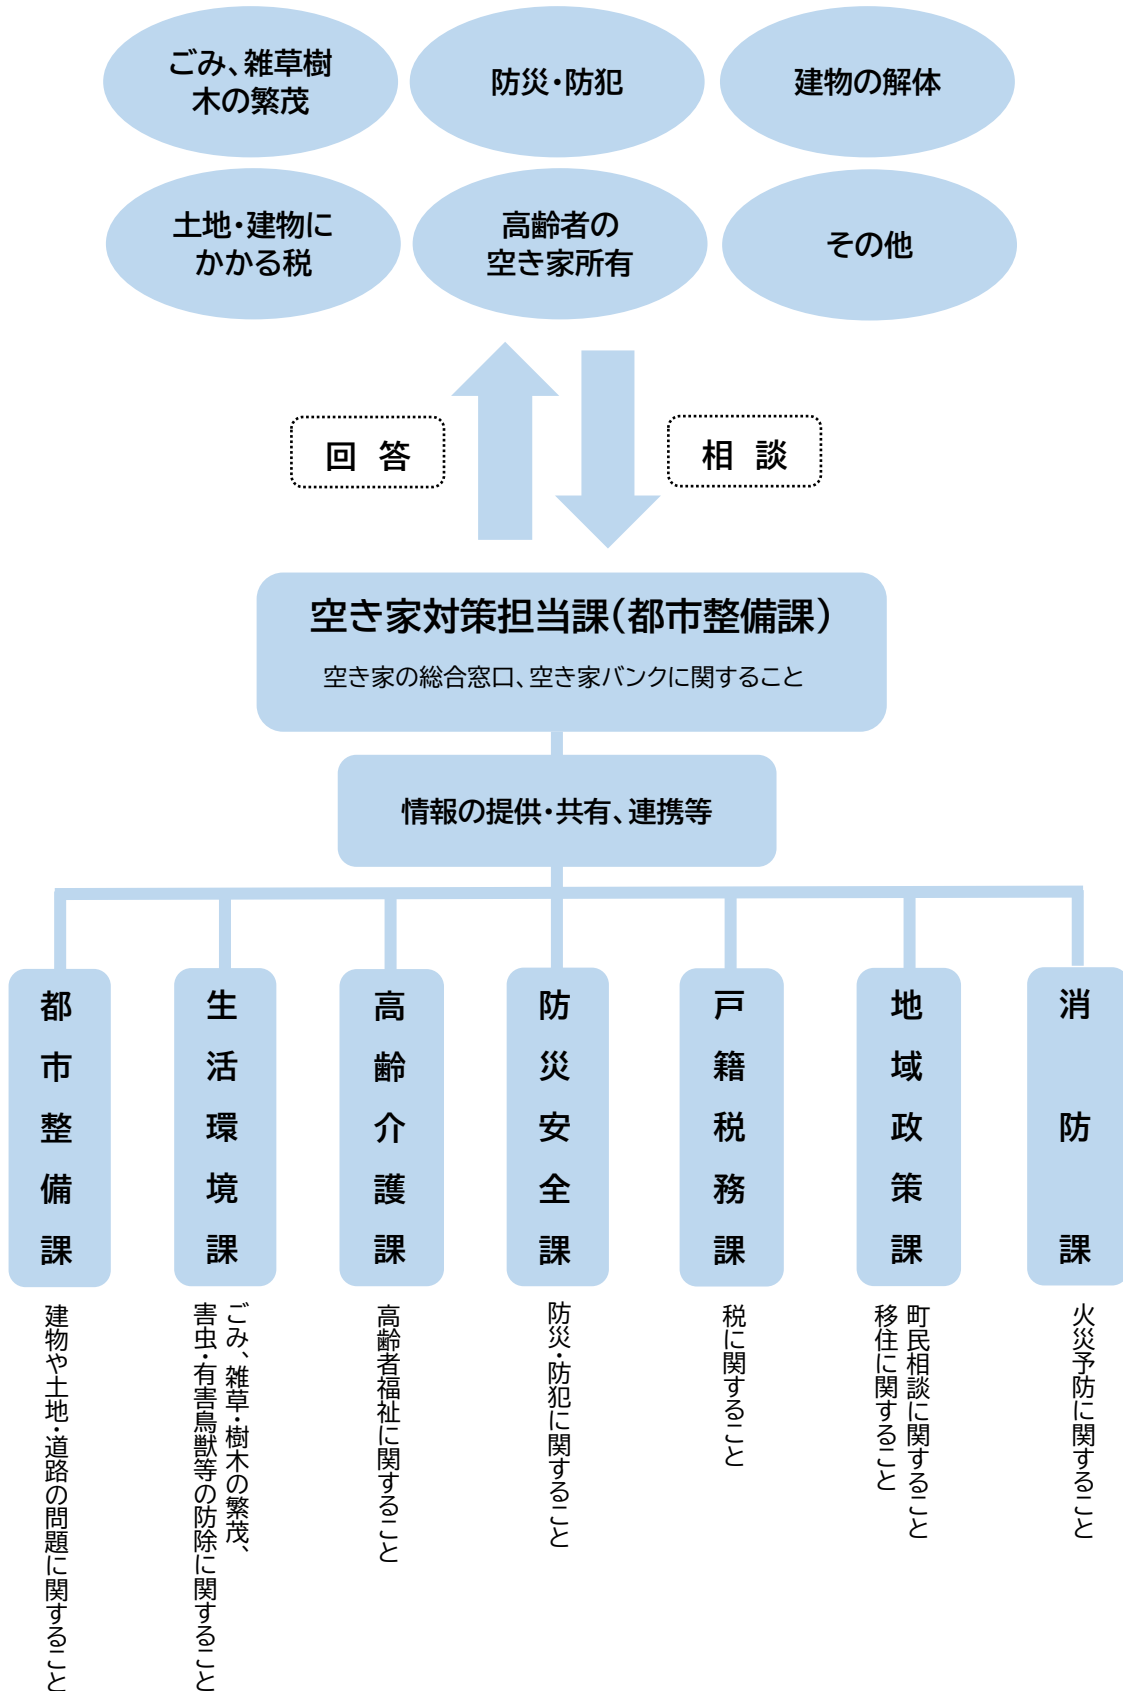 ごみ、雑草樹
木の繁茂
防災・防犯
建物の解体
土地・建物に
かかる税
高齢者の
空き家所有
その他
回 答
相 談
空き家対策担当課(都市整備課)
空き家の総合窓口、空き家バンクに関すること
情報の提供・共有、連携等
都市整備課
生活環境課
高齢介護課
防災安全課
戸籍税務課
地域政策課
消防課
建物や土地・道路の問題に関すること
ごみ、雑草・樹木の繁茂、
害虫・有害鳥獣等の防除に関すること
高齢者福祉に関すること
防災・防犯に関すること
税に関すること
町民相談に関すること
移住に関すること
火災予防に関すること